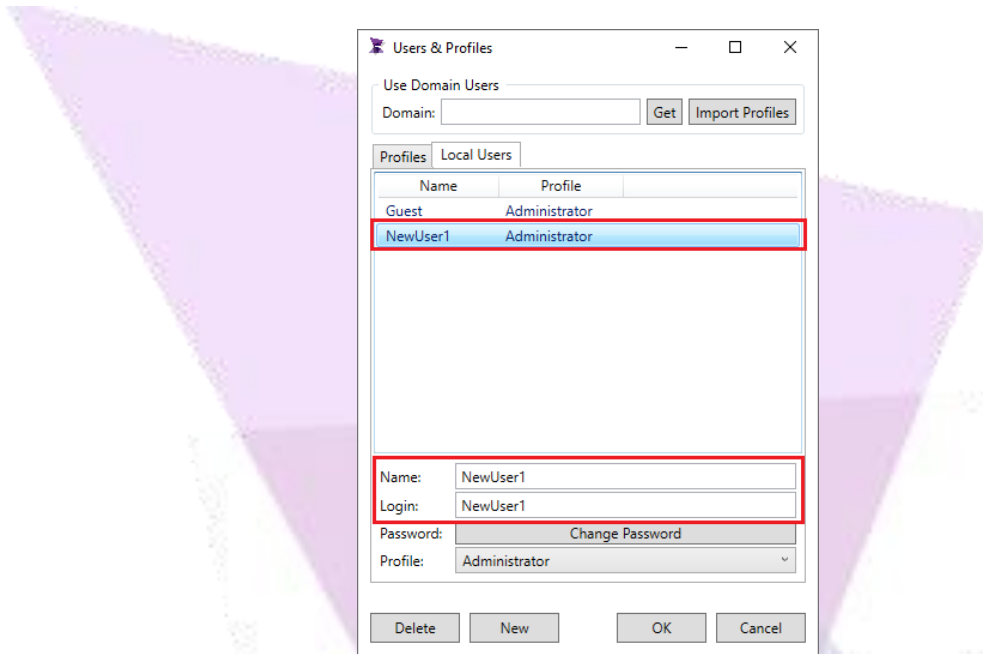 Users & Profiles
Use Domain Users
Domain: Get Import Profiles
Profiles Local Users
Name Profile
Guest Administrator
NewUser1 Administrator
Name: NewUser1
Login: NewUser1
Password: Change Password
Profile: Administrator
Delete New OK Cancel